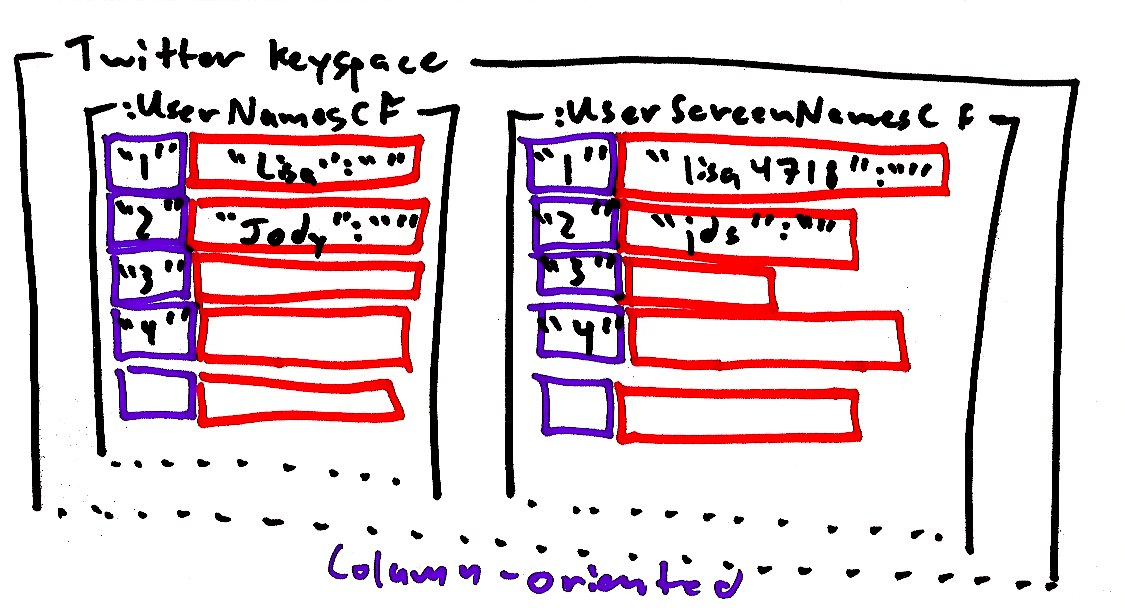 Twitter keyspace
:UserNamesCF
"1" "Lisa":""
"2" "Jody":""
"3"
"4"
:UserScreenNamesCF
"1" "lisa4718":""
"2" "jds":""
"3"
"4"
Column-oriented